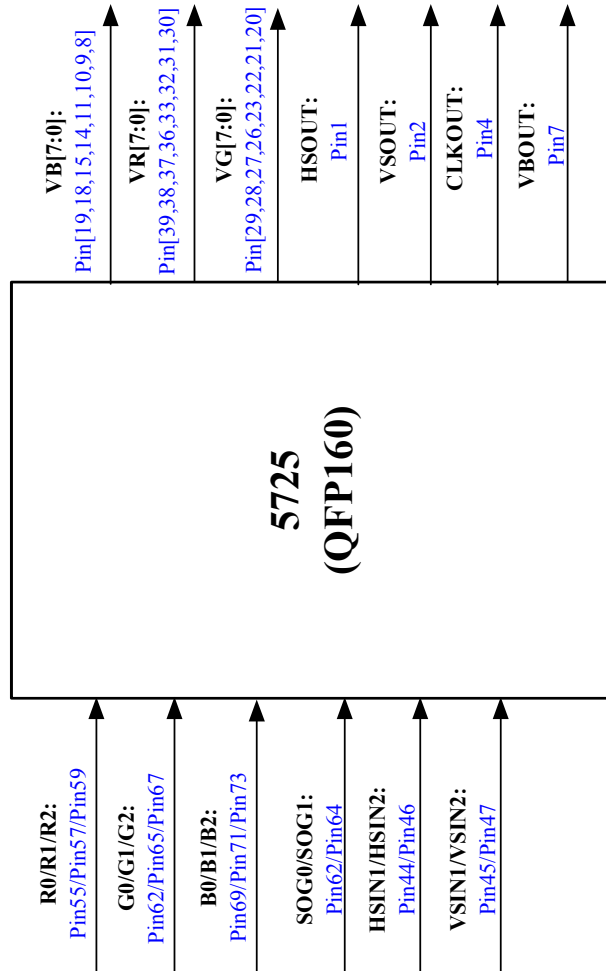 R0/R1/R2:
Pin55/Pin57/Pin59
G0/G1/G2:
Pin62/Pin65/Pin67
B0/B1/B2:
Pin69/Pin71/Pin73
SOG0/SOG1:
Pin62/Pin64
HSIN1/HSIN2:
Pin44/Pin46
VSIN1/VSIN2:
Pin45/Pin47
5725
(QFP160)
VB[7:0]:
Pin[19,18,15,14,11,10,9,8]
VR[7:0]:
Pin[39,38,37,36,33,32,31,30]
VG[7:0]:
Pin[29,28,27,26,23,22,21,20]
HSOUT:
Pin1
VSOUT:
Pin2
CLKOUT:
Pin4
VBOUT:
Pin7